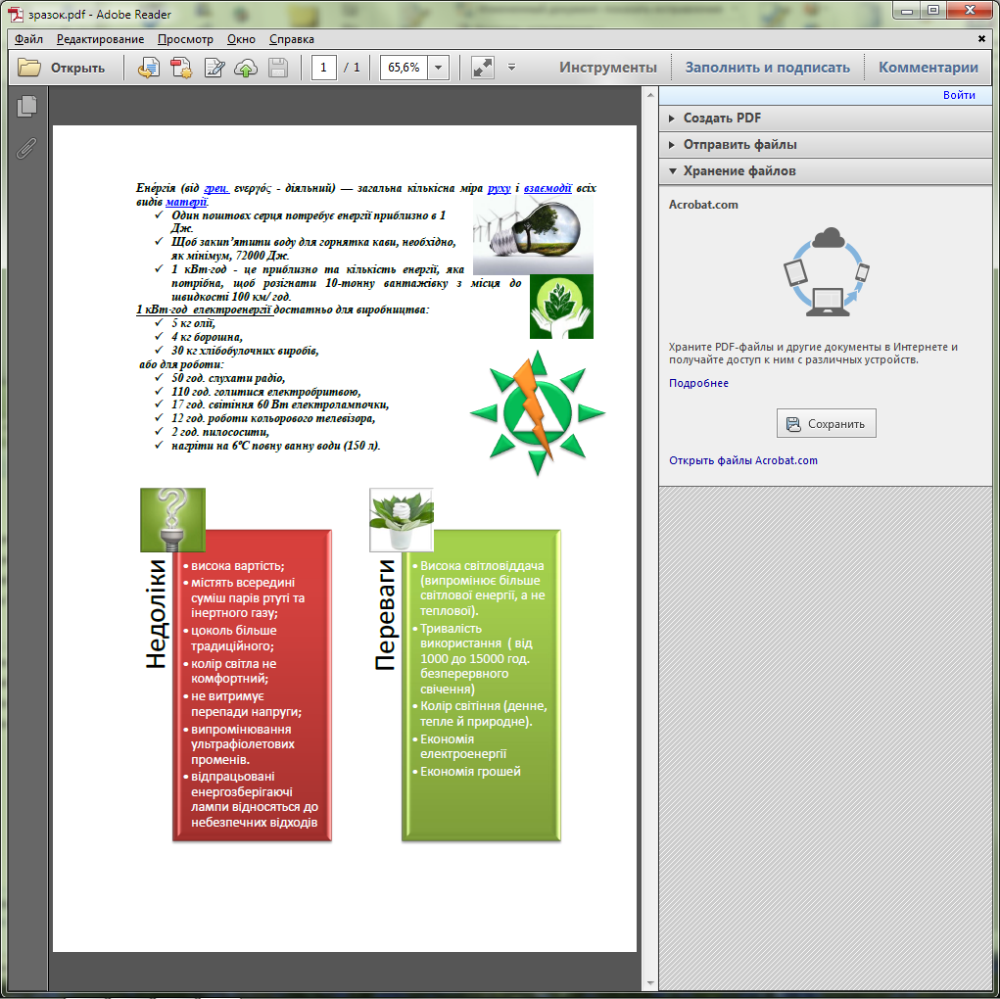 зразок.pdf - Adobe Reader
Файл Редактирование Просмотр Окно Справка
Открыть 1 / 1 65,6% Инструменты Заполнить и подписать Комментарии
Войти
Создать PDF
Отправить файлы
Хранение файлов
Acrobat.com
Храните PDF-файлы и другие документы в Интернете и
получайте доступ к ним с различных устройств.
Подробнее
Сохранить
Открыть файлы Acrobat.com
Ене́ргія (від грец. ενεργός - діяльний) — загальна кількісна міра руху і взаємодії всіх
видів матерії.
✓ Один поштовх серця потребує енергії приблизно в 1
Дж.
✓ Щоб закип’ятити воду для горнятка кави, необхідно,
як мінімум, 72000 Дж.
✓ 1 кВт·год - це приблизно та кількість енергії, яка
потрібна, щоб розігнати 10-тонну вантажівку з місця до
швидкості 100 км/год.
1 кВт·год електроенергії достатньо для виробництва:
✓ 5 кг олії,
✓ 4 кг борошна,
✓ 30 кг хлібобулочних виробів,
або для роботи:
✓ 50 год. слухати радіо,
✓ 110 год. голитися електробритвою,
✓ 17 год. світіння 60 Вт електролампочки,
✓ 12 год. роботи кольорового телевізора,
✓ 2 год. пилососити,
✓ нагріти на 6ºС повну ванну води (150 л).
Недоліки
• висока вартість;
• містять всередині
суміш парів ртуті та
інертного газу;
• цоколь більше
традиційного;
• колір світла не
комфортний;
• не витримує
перепади напруги;
• випромінювання
ультрафіолетових
променів.
• відпрацьовані
енергозберігаючі
лампи відносяться до
небезпечних відходів
Переваги
• Висока світловіддача
(випромінює більше
світлової енергії, а не
теплової).
• Тривалість
використання ( від
1000 до 15000 год.
безперервного
свічення)
• Колір світіння (денне,
тепле й природне).
• Економія
електроенергії
• Економія грошей